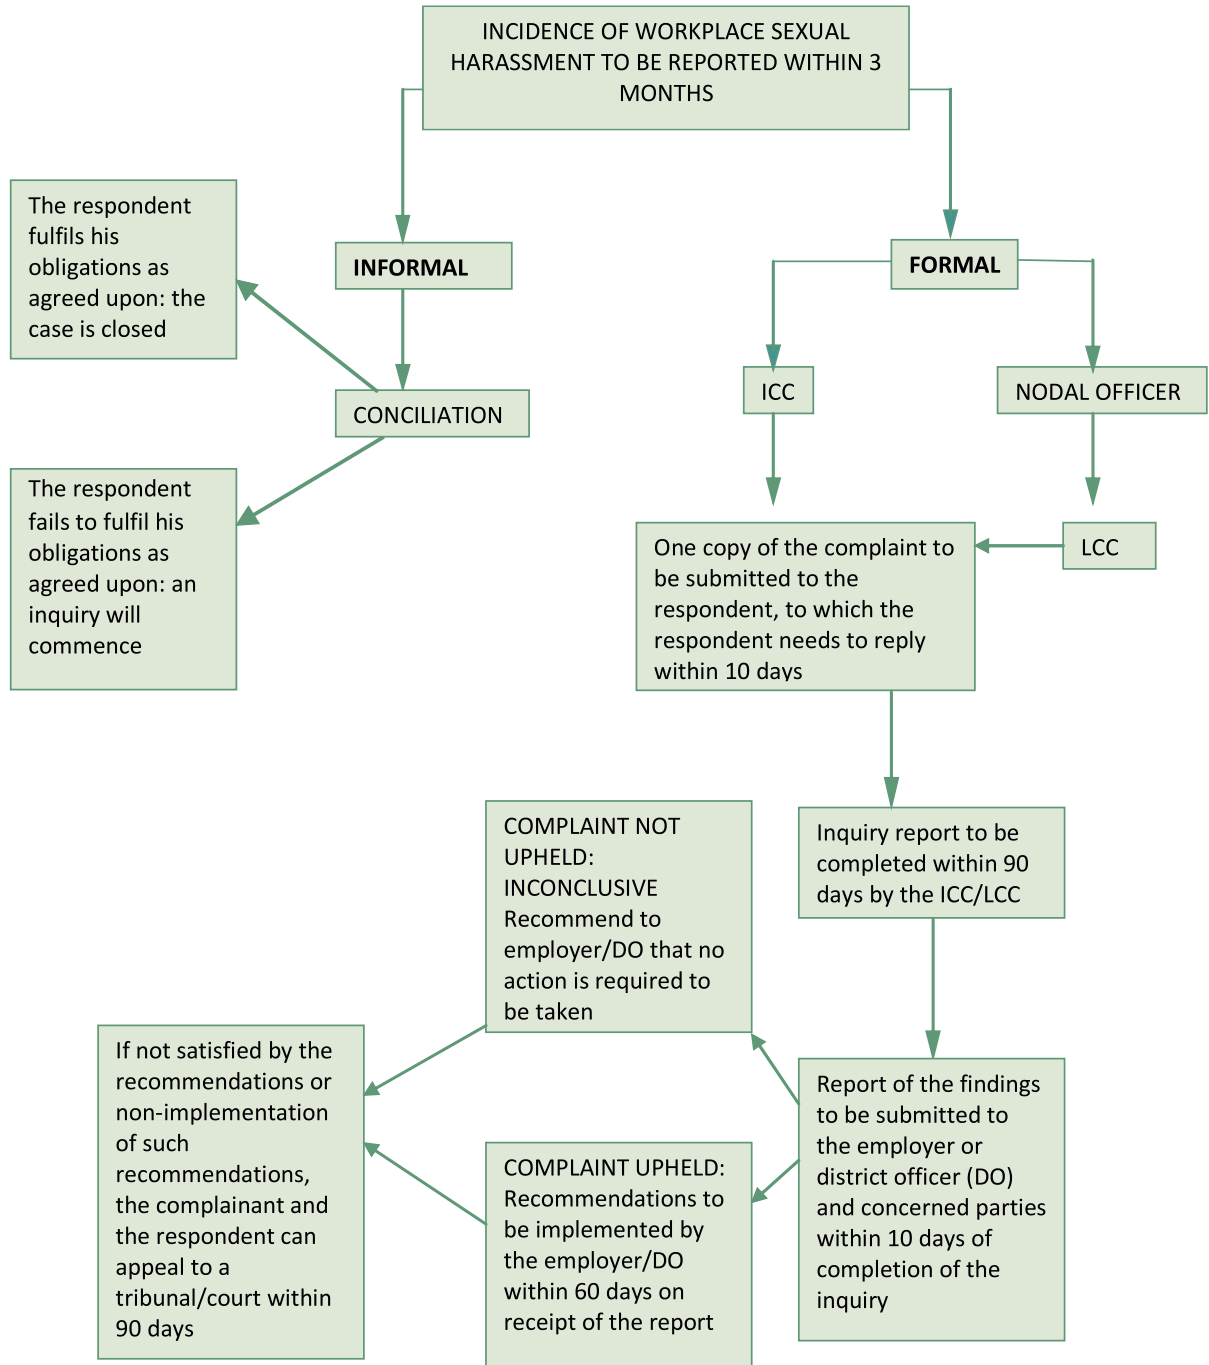 INCIDENCE OF WORKPLACE SEXUAL
HARASSMENT TO BE REPORTED WITHIN 3
MONTHS
The respondent
fulfils his
obligations as
agreed upon: the
case is closed
INFORMAL
FORMAL
CONCILIATION
ICC
NODAL OFFICER
The respondent
fails to fulfil his
obligations as
agreed upon: an
inquiry will
commence
One copy of the complaint to
be submitted to the
respondent, to which the
respondent needs to reply
within 10 days
LCC
COMPLAINT NOT
UPHELD:
INCONCLUSIVE
Recommend to
employer/DO that no
action is required to
be taken
Inquiry report to be
completed within 90
days by the ICC/LCC
If not satisfied by the
recommendations or
non-implementation
of such
recommendations,
the complainant and
the respondent can
appeal to a
tribunal/court within
90 days
COMPLAINT UPHELD:
Recommendations to
be implemented by
the employer/DO
within 60 days on
receipt of the report
Report of the findings
to be submitted to
the employer or
district officer (DO)
and concerned parties
within 10 days of
completion of the
inquiry